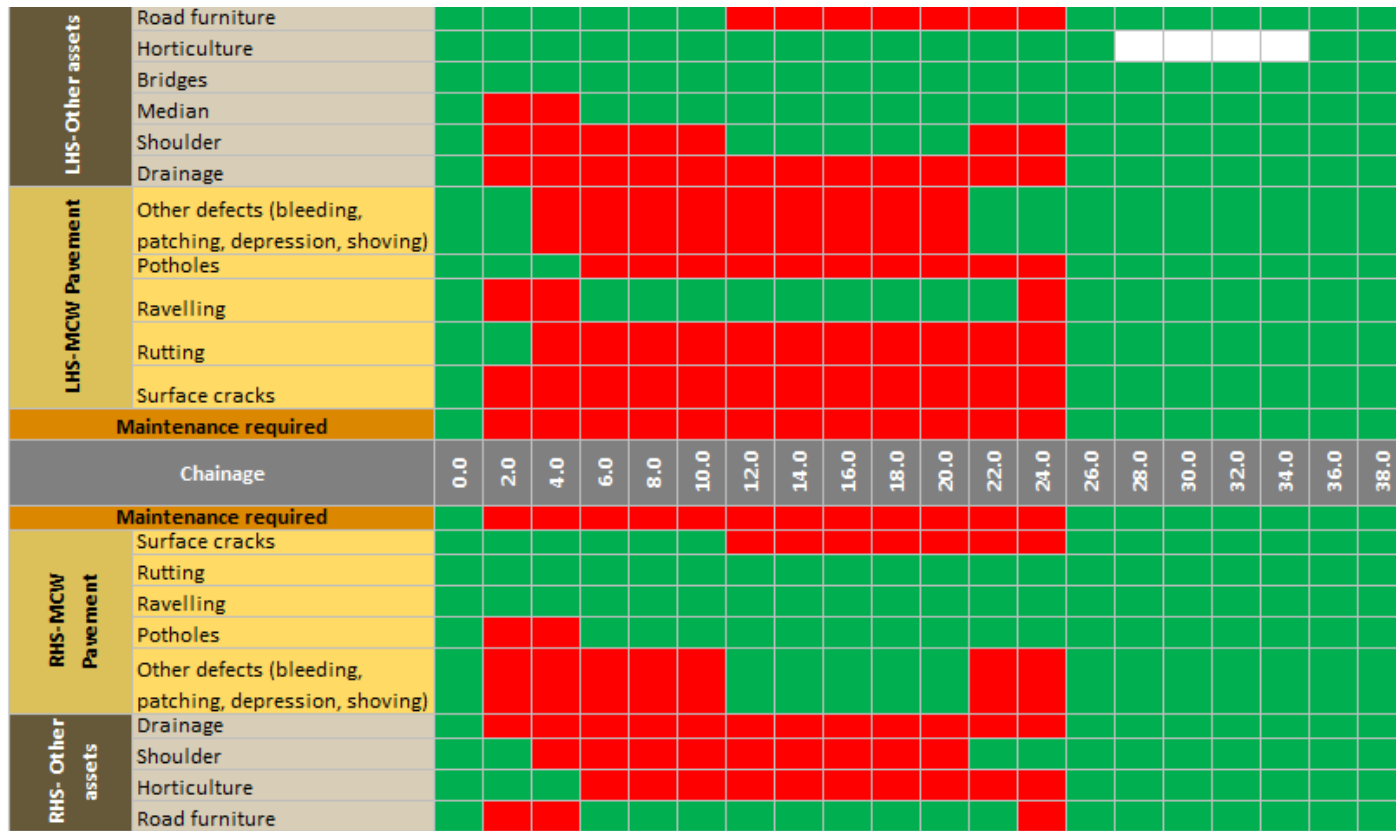 LHS-Other assets
Road furniture
Horticulture
Bridges
Median
Shoulder
Drainage
LHS-MCW Pavement
Other defects (bleeding,
patching, depression, shoving)
Potholes
Ravelling
Rutting
Surface cracks
Maintenance required
Chainage 0.0 2.0 4.0 6.0 8.0 10.0 12.0 14.0 16.0 18.0 20.0 22.0 24.0 26.0 28.0 30.0 32.0 34.0 36.0 38.0
Maintenance required
RHS-MCW
Pavement
Surface cracks
Rutting
Ravelling
Potholes
Other defects (bleeding,
patching, depression, shoving)
RHS- Other
assets
Drainage
Shoulder
Horticulture
Road furniture